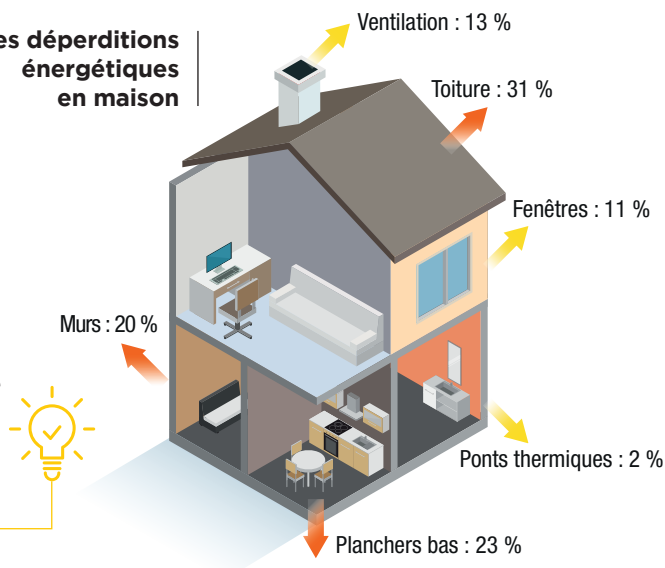 es déperditions
énergétiques
en maison
Ventilation : 13 %
Toiture : 31 %
Fenêtres : 11 %
Murs : 20 %
Ponts thermiques : 2 %
Planchers bas : 23 %